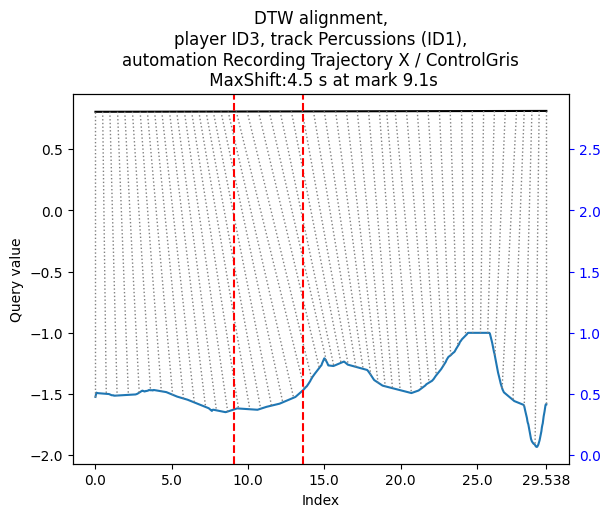 DTW alignment,
player ID3, track Percussions (ID1),
automation Recording Trajectory X / ControlGris
MaxShift:4.5 s at mark 9.1s
Query value
0.5
0.0
−0.5
−1.0
−1.5
−2.0
2.5
2.0
1.5
1.0
0.5
0.0
0.0 5.0 10.0 15.0 20.0 25.0 29.538
Index